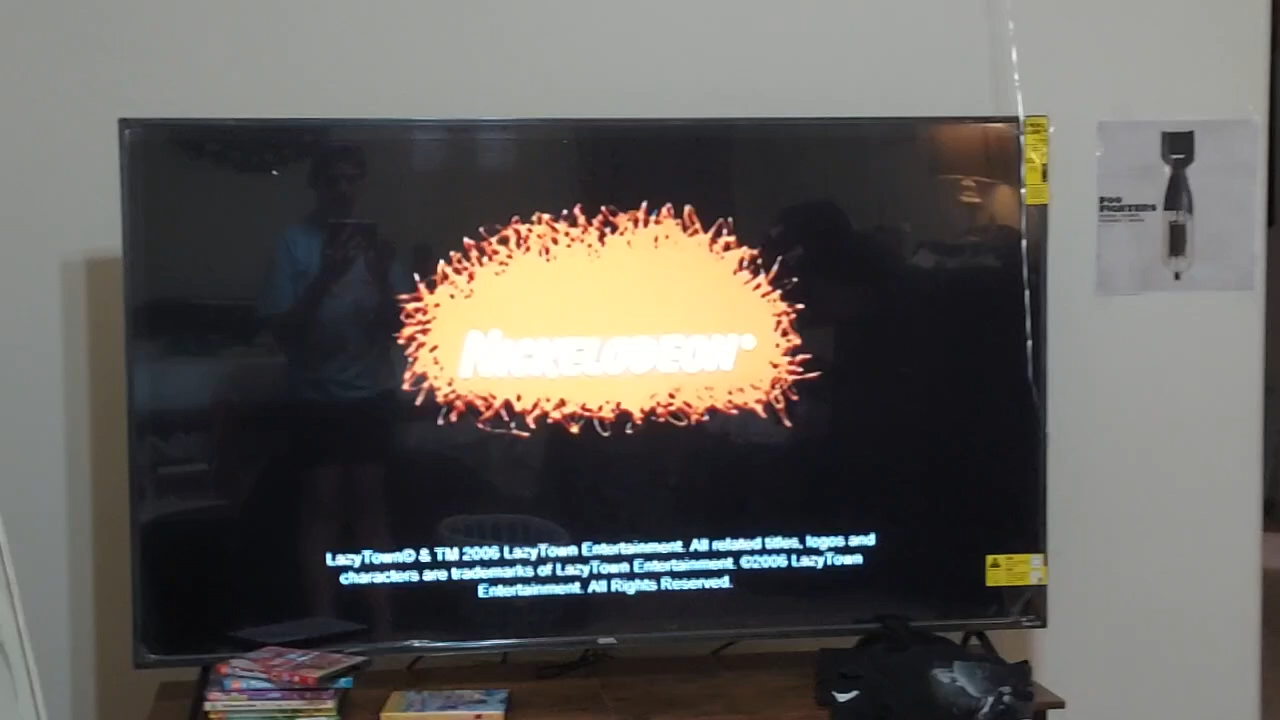 NICKELODEON®
LazyTown© & TM 2006 LazyTown Entertainment. All related titles, logos and
characters are trademarks of LazyTown Entertainment. ©2006 LazyTown
Entertainment. All Rights Reserved.
FOO
FIGHTERS